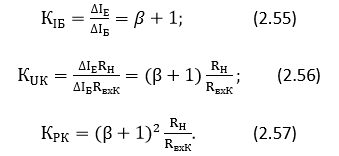 K_IБ = ΔI_E / ΔI_Б = β + 1; (2.55)
K_UK = ΔI_E R_H / ΔI_Б R_вхК = (β + 1) R_H / R_вхК ; (2.56)
K_PK = (β + 1)² R_H / R_вхК . (2.57)